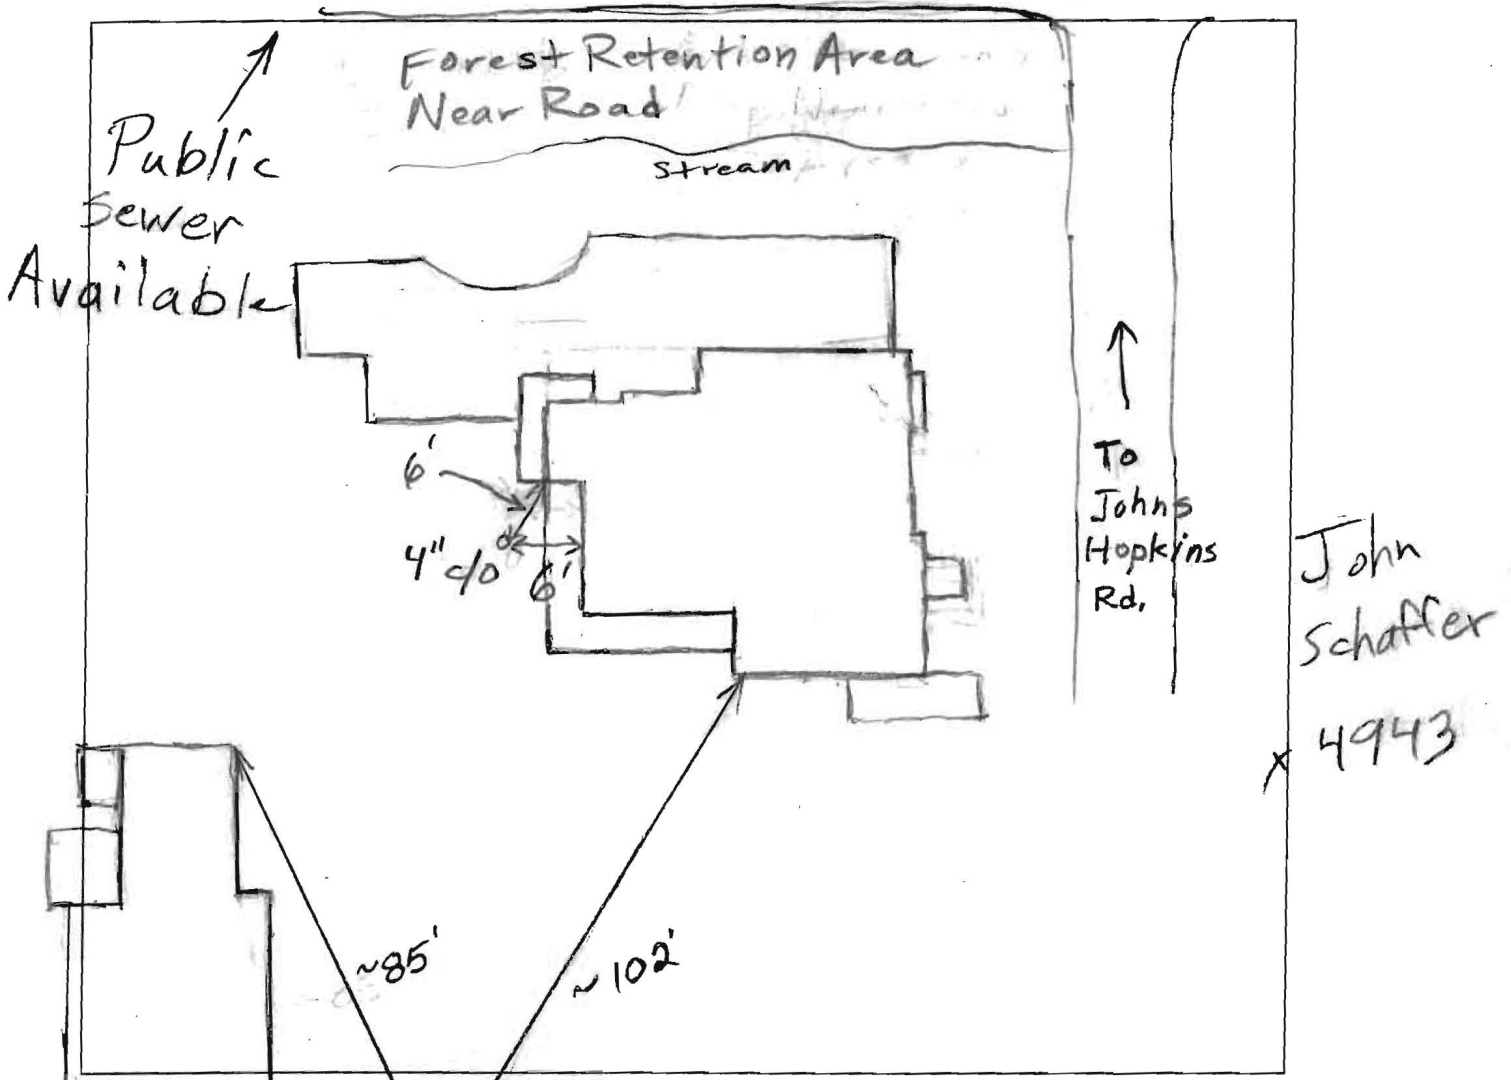 Forest Retention Area
Near Road
Public
Sewer
Available
Stream
6'
4" c/o
6'
To
Johns
Hopkins
Rd.
John
Schaffer
x 4943
~85'
~102'